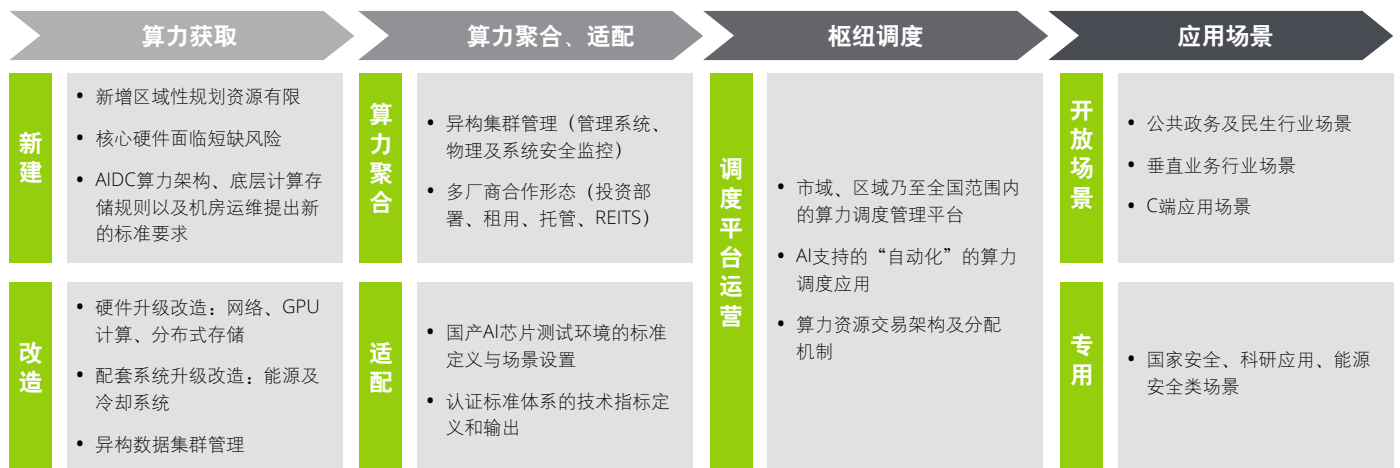 算力获取
算力聚合、适配
枢纽调度
应用场景
新建
• 新增区域性规划资源有限
• 核心硬件面临短缺风险
• AIDC算力架构、底层计算存
储规则以及机房运维提出新
的标准要求
改造
• 硬件升级改造：网络、GPU
计算、分布式存储
• 配套系统升级改造：能源及
冷却系统
• 异构数据集群管理
算力聚合
• 异构集群管理（管理系统、
物理及系统安全监控）
• 多厂商合作形态（投资部
署、租用、托管、REITS）
适配
• 国产AI芯片测试环境的标准
定义与场景设置
• 认证标准体系的技术指标定
义和输出
调度平台运营
• 市域、区域乃至全国范围内
的算力调度管理平台
• AI支持的“自动化”的算力
调度应用
• 算力资源交易架构及分配
机制
开放场景
• 公共政务及民生行业场景
• 垂直业务行业场景
• C端应用场景
专用
• 国家安全、科研应用、能源
安全类场景